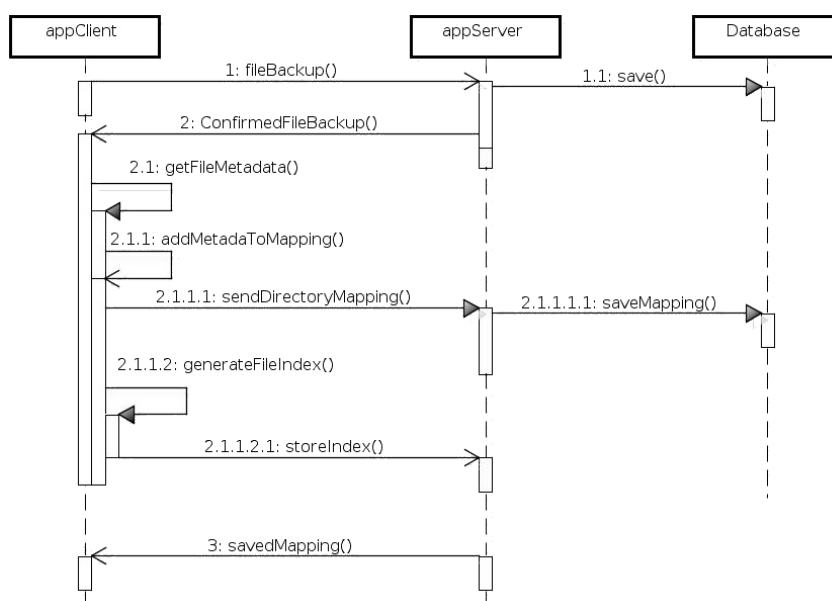 appClient
appServer
Database
1: fileBackup()
1.1: save()
2: ConfirmedFileBackup()
2.1: getFileMetadata()
2.1.1: addMetadaToMapping()
2.1.1.1: sendDirectoryMapping()
2.1.1.1.1: saveMapping()
2.1.1.2: generateFileIndex()
2.1.1.2.1: storeIndex()
3: savedMapping()